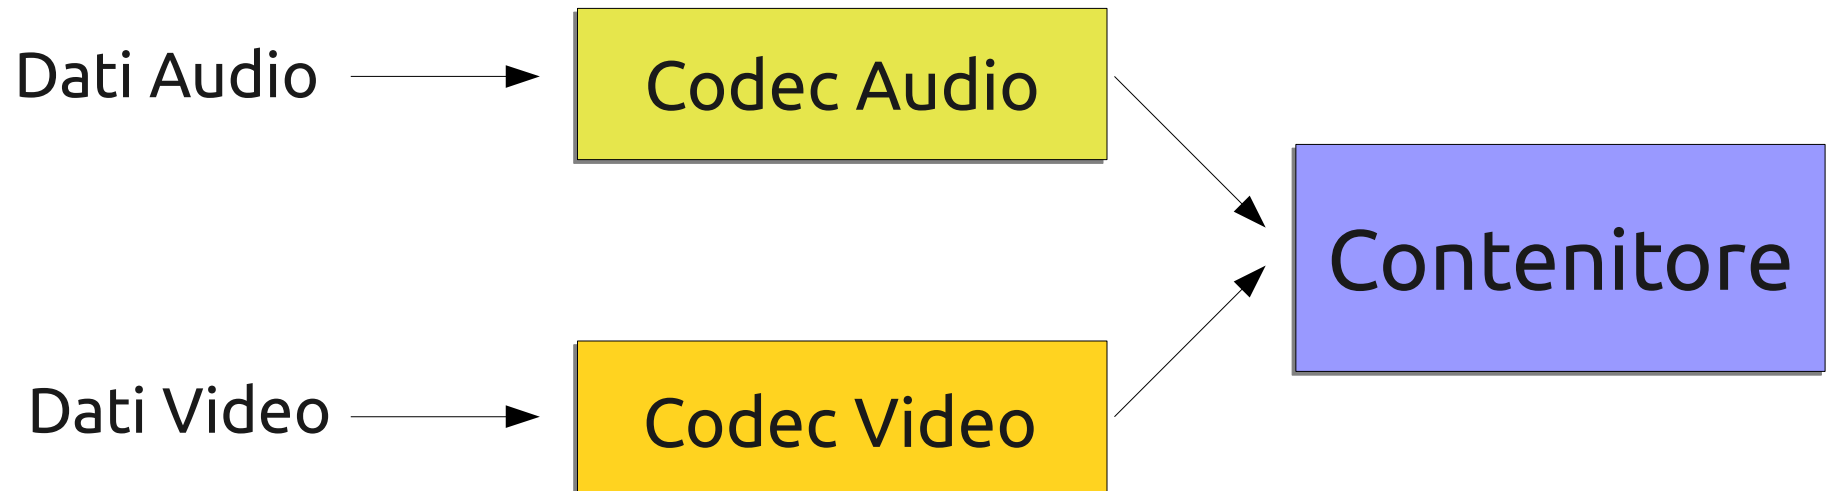 Dati Audio
Codec Audio
Contenitore
Dati Video
Codec Video